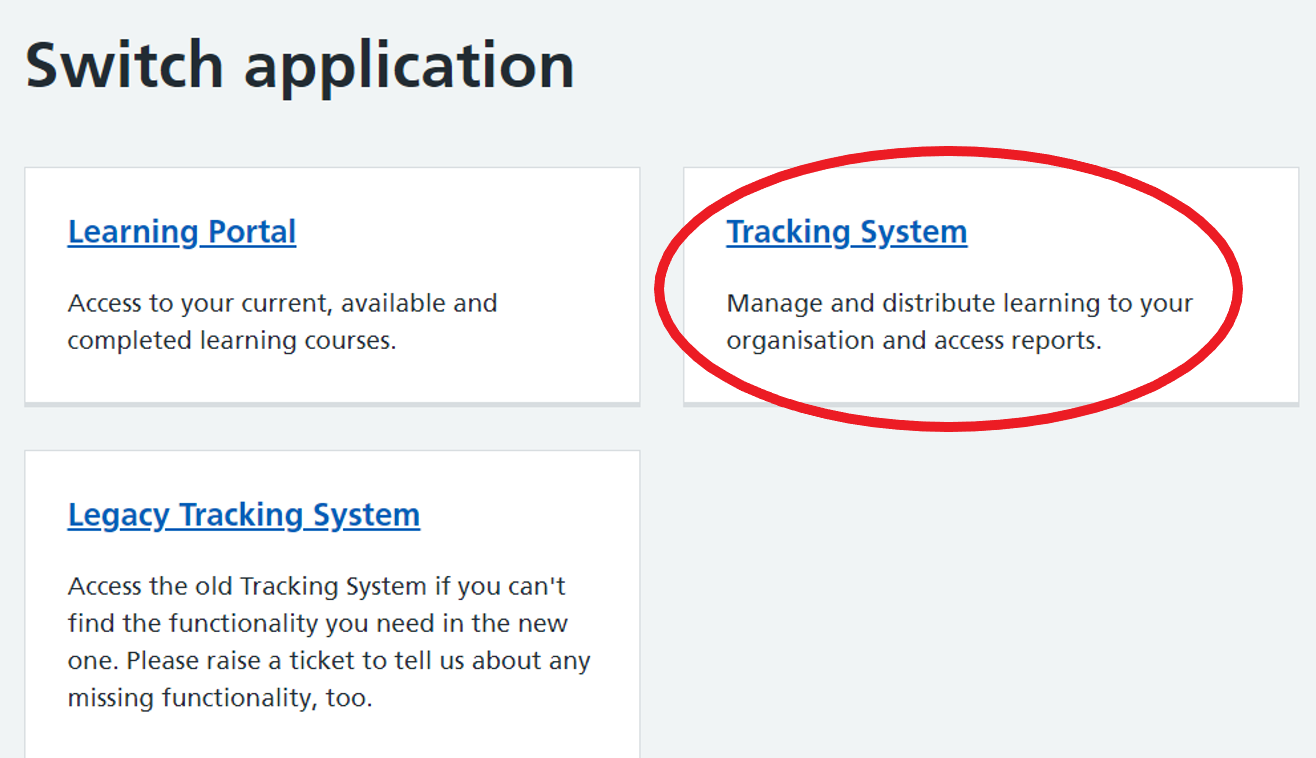 Switch application
Learning Portal
Access to your current, available and
completed learning courses.
Tracking System
Manage and distribute learning to your
organisation and access reports.
Legacy Tracking System
Access the old Tracking System if you can't
find the functionality you need in the new
one. Please raise a ticket to tell us about any
missing functionality, too.